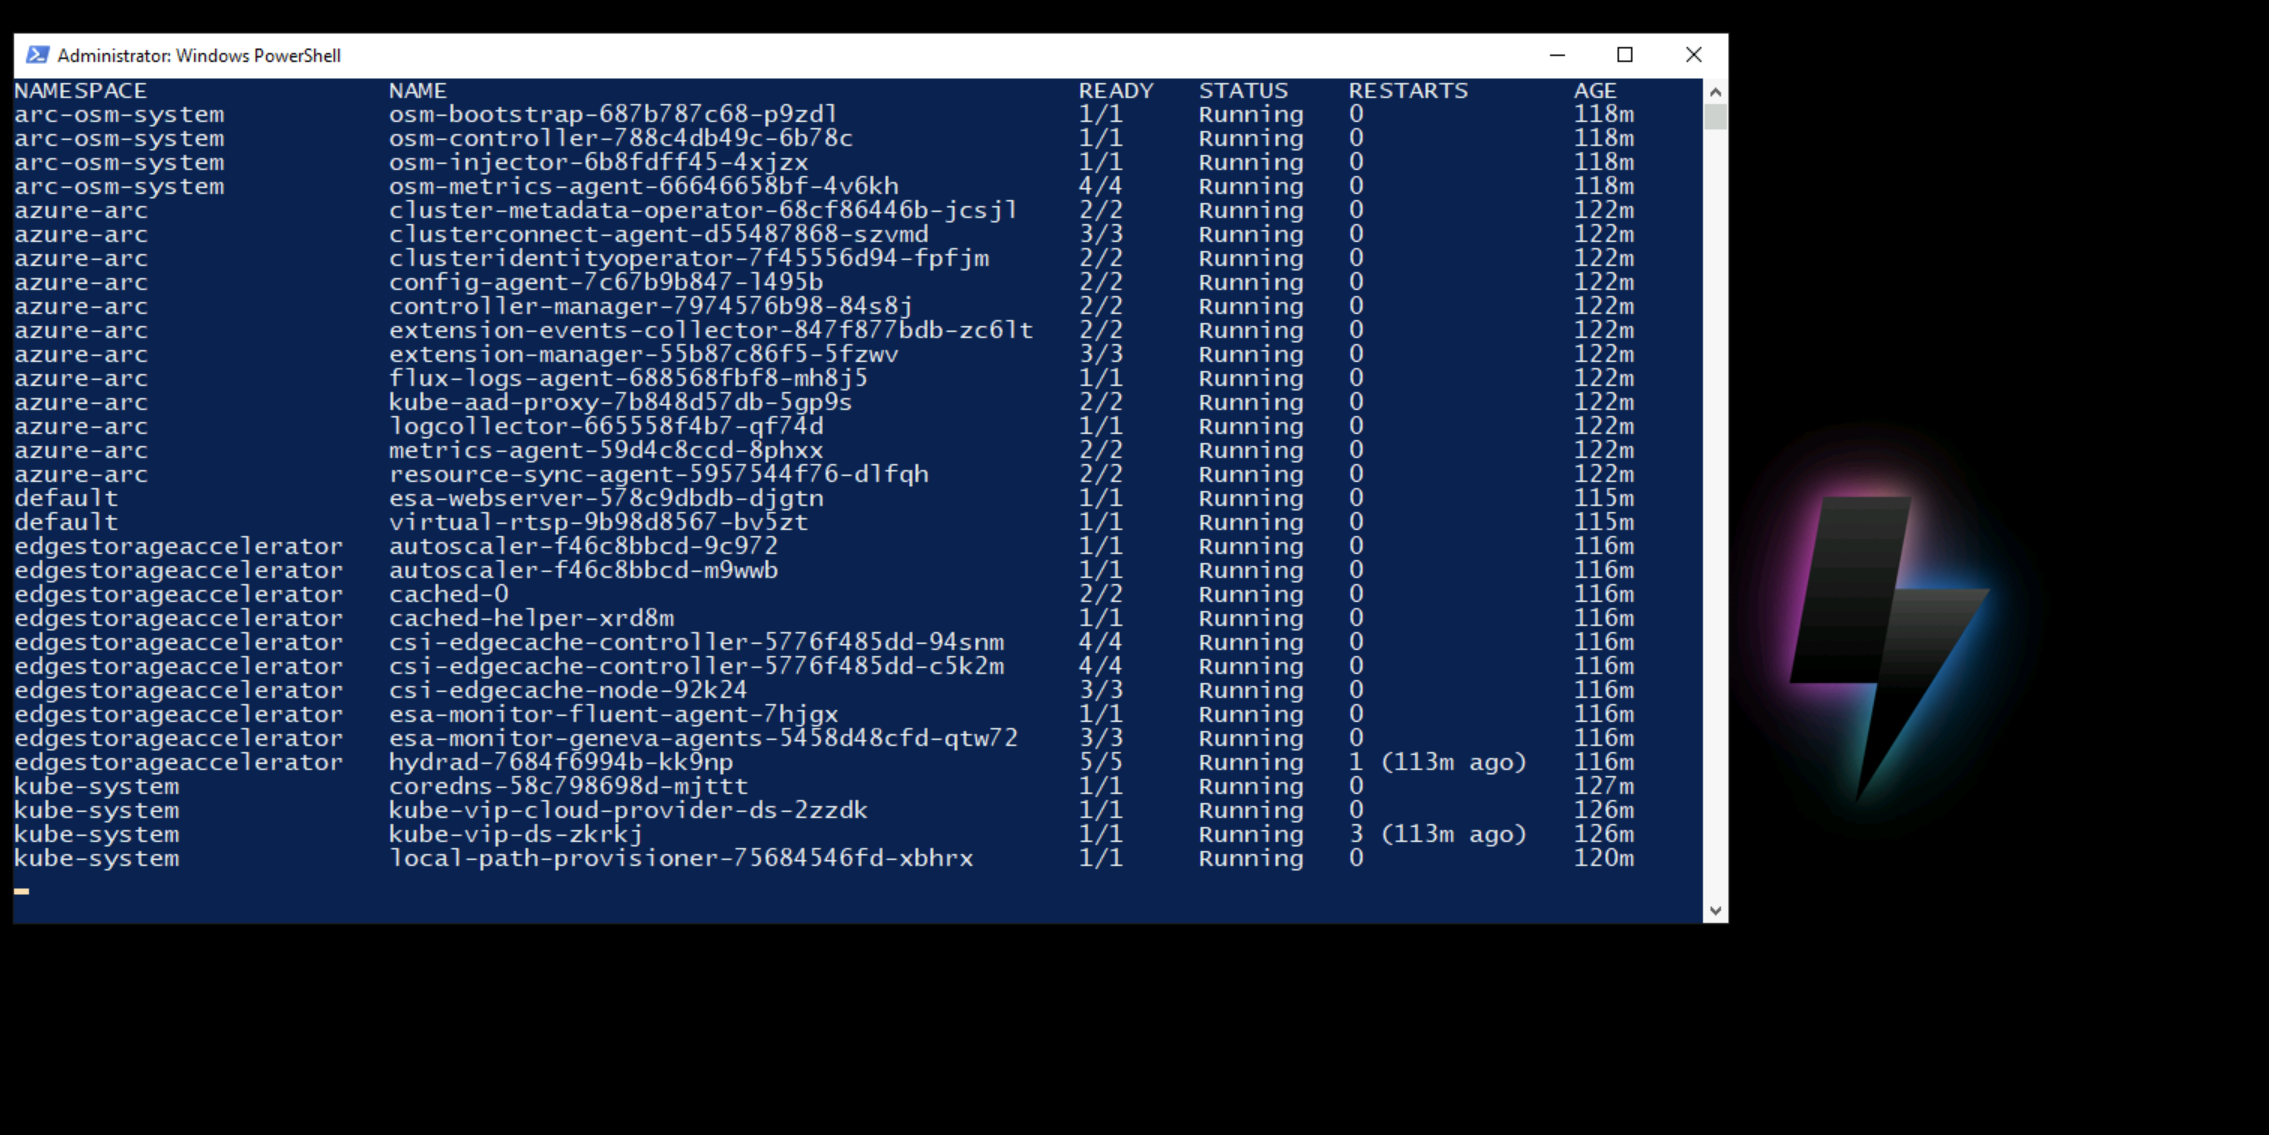 Administrator: Windows PowerShell
NAMESPACE NAME READY STATUS RESTARTS AGE
arc-osm-system osm-bootstrap-687b787c68-p9zdl 1/1 Running 0 118m
arc-osm-system osm-controller-788c4db49c-6b78c 1/1 Running 0 118m
arc-osm-system osm-injector-6b8fdff45-4xjzx 1/1 Running 0 118m
arc-osm-system osm-metrics-agent-66646658bf-4v6kh 4/4 Running 0 118m
azure-arc cluster-metadata-operator-68cf86446b-jcsjl 2/2 Running 0 122m
azure-arc clusterconnect-agent-d55487868-szvmd 3/3 Running 0 122m
azure-arc clusteridentityoperator-7f45556d94-fpfjm 2/2 Running 0 122m
azure-arc config-agent-7c67b9b847-l495b 2/2 Running 0 122m
azure-arc controller-manager-7974576b98-84s8j 2/2 Running 0 122m
azure-arc extension-events-collector-847f877bdb-zc6lt 2/2 Running 0 122m
azure-arc extension-manager-55b87c86f5-5fzwv 3/3 Running 0 122m
azure-arc flux-logs-agent-688568fbf8-mh8j5 1/1 Running 0 122m
azure-arc kube-aad-proxy-7b848d57db-5gp9s 2/2 Running 0 122m
azure-arc logcollector-665558f4b7-qf74d 1/1 Running 0 122m
azure-arc metrics-agent-59d4c8ccd-8phxx 2/2 Running 0 122m
azure-arc resource-sync-agent-5957544f76-dlfqh 2/2 Running 0 122m
default esa-webserver-578c9dbdb-djgtn 1/1 Running 0 115m
default virtual-rtsp-9b98d8567-bv5zt 1/1 Running 0 115m
edgestorageaccelerator autoscaler-f46c8bbcd-9c972 1/1 Running 0 116m
edgestorageaccelerator autoscaler-f46c8bbcd-m9wwb 1/1 Running 0 116m
edgestorageaccelerator cached-0 2/2 Running 0 116m
edgestorageaccelerator cached-helper-xrd8m 1/1 Running 0 116m
edgestorageaccelerator csi-edgecache-controller-5776f485dd-94snm 4/4 Running 0 116m
edgestorageaccelerator csi-edgecache-controller-5776f485dd-c5k2m 4/4 Running 0 116m
edgestorageaccelerator csi-edgecache-node-92k24 3/3 Running 0 116m
edgestorageaccelerator esa-monitor-fluent-agent-7hjgx 1/1 Running 0 116m
edgestorageaccelerator esa-monitor-geneva-agents-5458d48cfd-qtw72 3/3 Running 0 116m
edgestorageaccelerator hydrad-7684f6994b-kk9np 5/5 Running 1 (113m ago) 116m
kube-system coredns-58c798698d-mjttt 1/1 Running 0 127m
kube-system kube-vip-cloud-provider-ds-2zzdk 1/1 Running 0 126m
kube-system kube-vip-ds-zkrkj 1/1 Running 3 (113m ago) 126m
kube-system local-path-provisioner-75684546fd-xbhrx 1/1 Running 0 120m